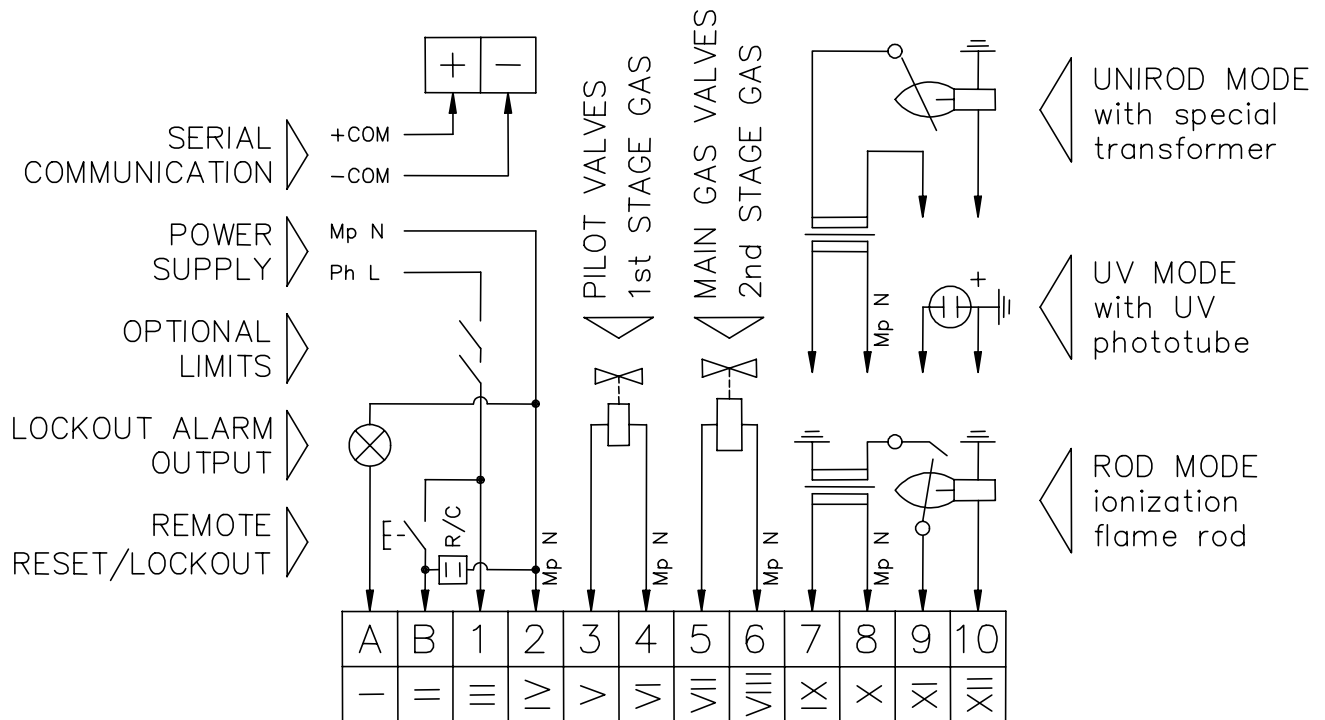 + −
SERIAL
COMMUNICATION
+COM
−COM
POWER
SUPPLY
Mp N
Ph L
OPTIONAL
LIMITS
LOCKOUT ALARM
OUTPUT
REMOTE
RESET/LOCKOUT
R/C
Mp N
PILOT VALVES
1st STAGE GAS
Mp N
MAIN GAS VALVES
2nd STAGE GAS
Mp N
Mp N
Mp N
+
UNIROD MODE
with special
transformer
UV MODE
with UV
phototube
ROD MODE
ionization
flame rod
A B 1 2 3 4 5 6 7 8 9 10
I II III IV V VI VII VIII IX X XI XII